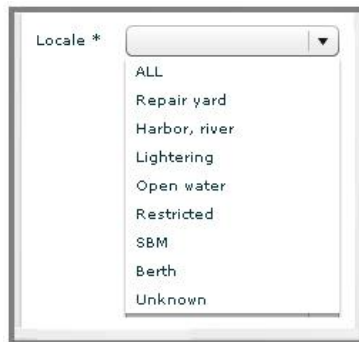 Locale *
ALL
Repair yard
Harbor, river
Lightering
Open water
Restricted
SBM
Berth
Unknown